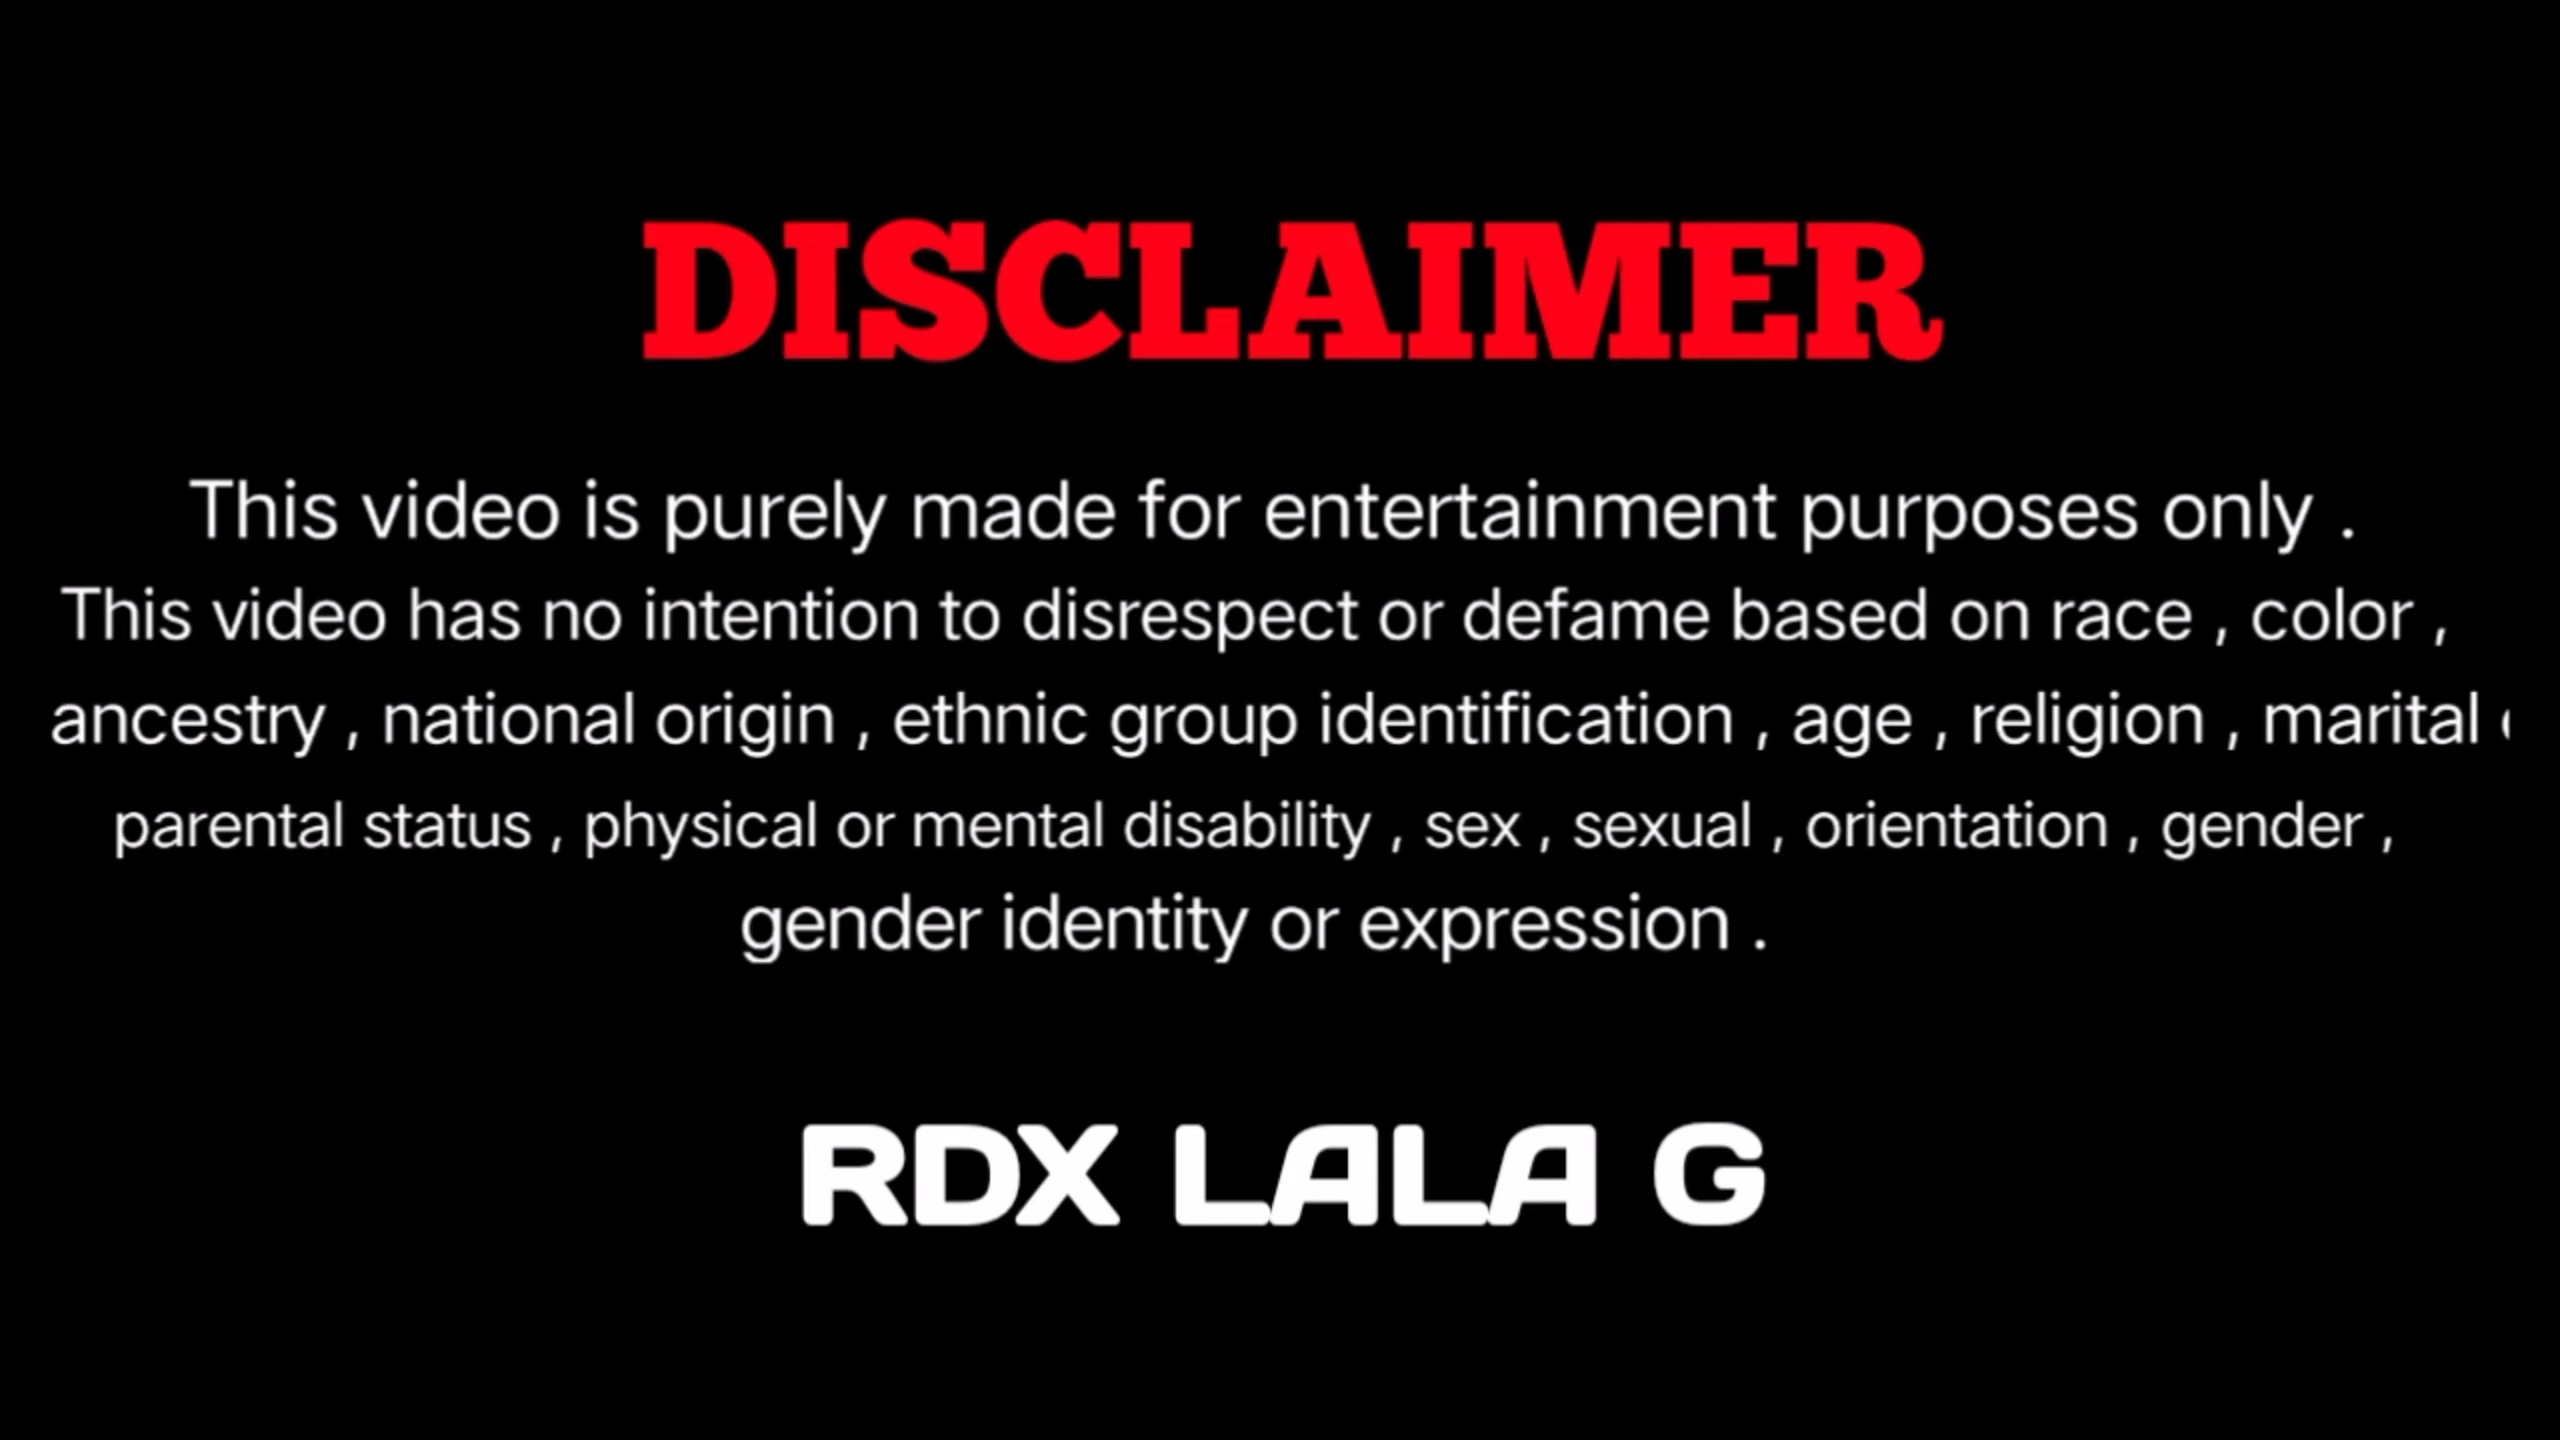 DISCLAIMER
This video is purely made for entertainment purposes only .
This video has no intention to disrespect or defame based on race , color ,
ancestry , national origin , ethnic group identification , age , religion , marital
parental status , physical or mental disability , sex , sexual , orientation , gender ,
gender identity or expression .
RDX LALA G